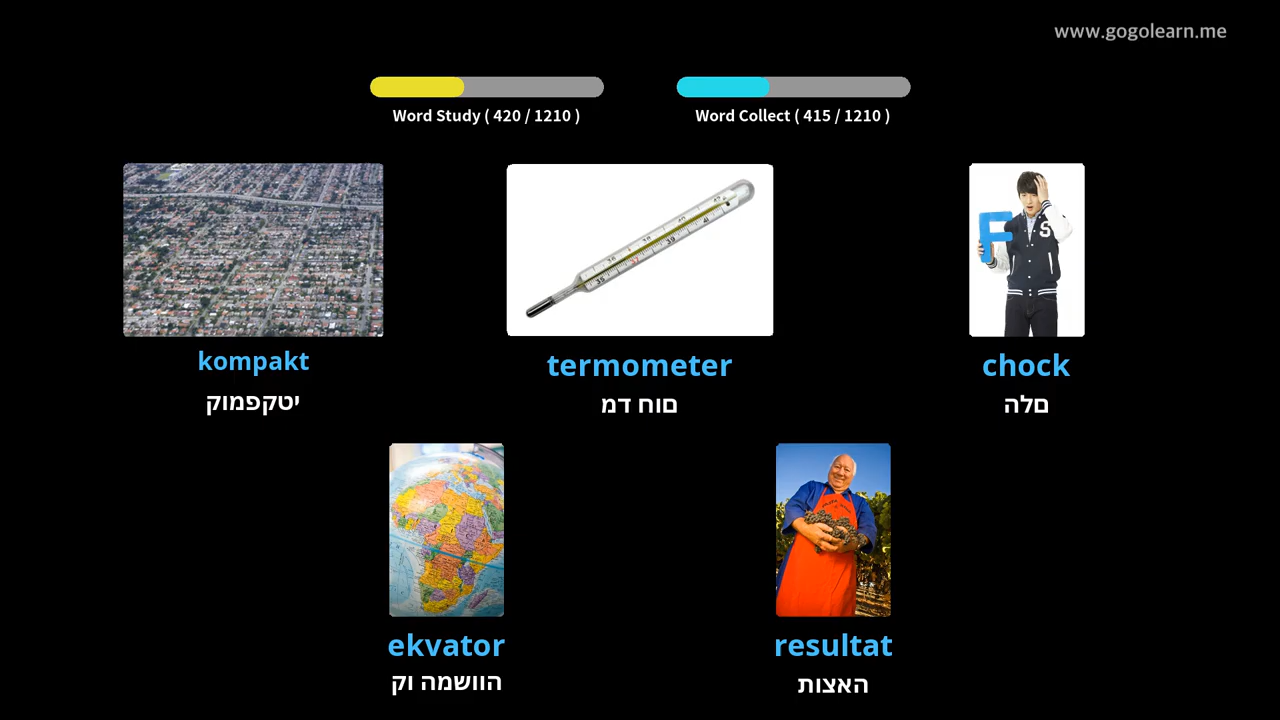 www.gogolearn.me
Word Study ( 420 / 1210 )
Word Collect ( 415 / 1210 )
kompakt
יטקפמוק
termometer
םוח דמ
chock
םלה
ekvator
הוושמה וק
resultat
האצות